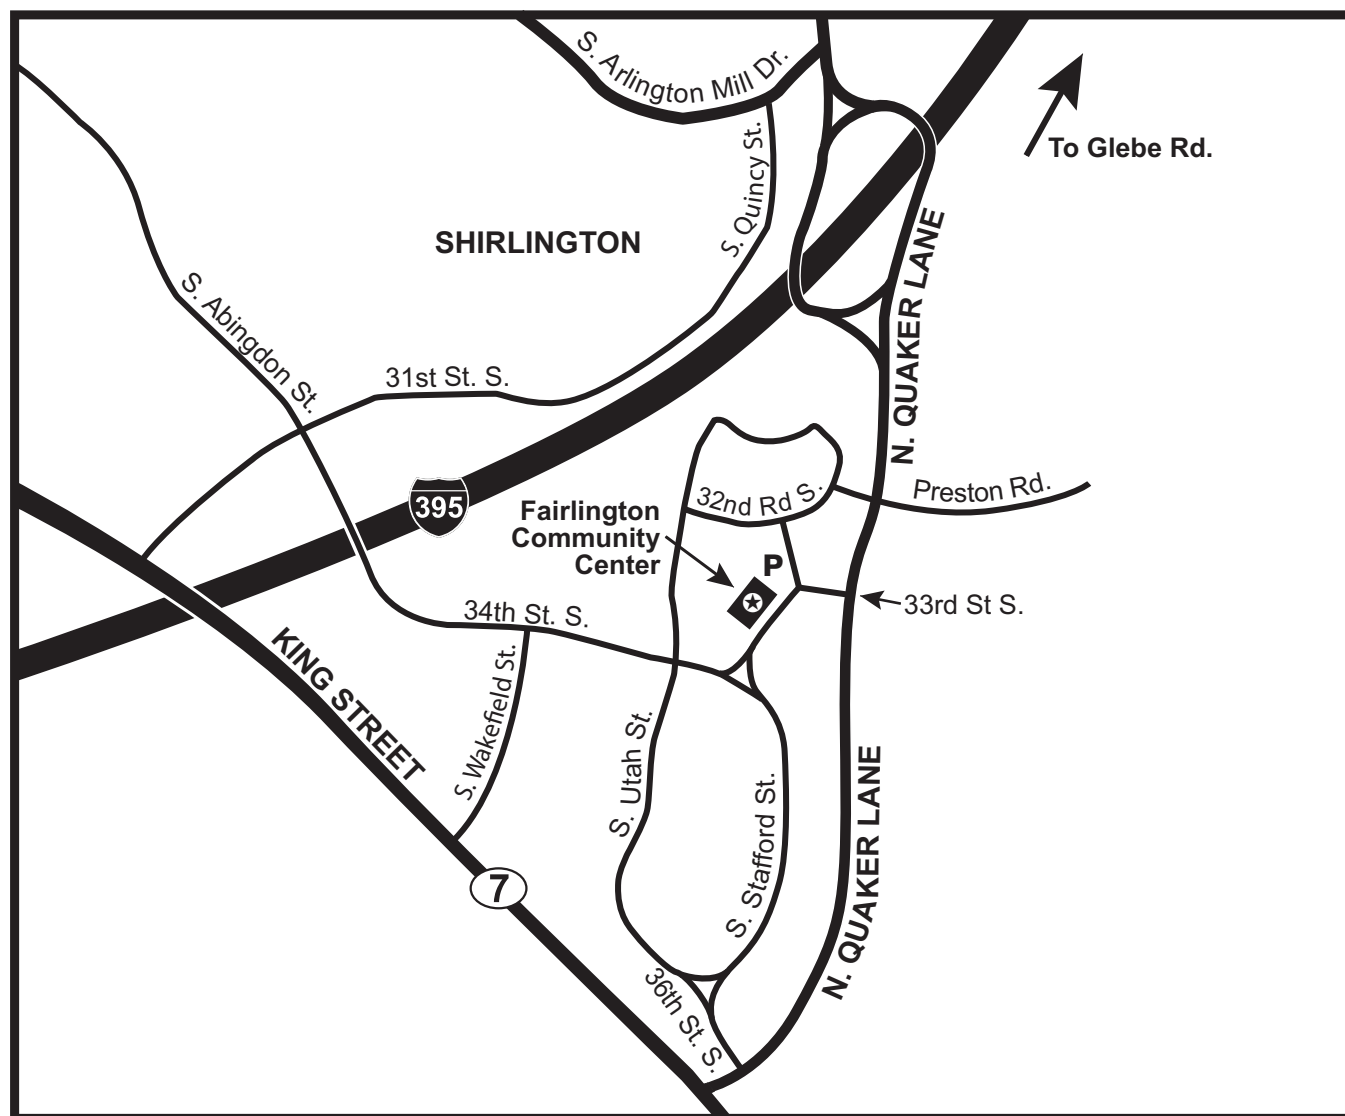 S. Arlington Mill Dr.
To Glebe Rd.
S. Quincy St.
SHIRLINGTON
N. QUAKER LANE
S. Abingdon St.
31st St. S.
395
32nd Rd S.
Preston Rd.
Fairlington
Community
Center
P
33rd St S.
34th St. S.
KING STREET
S. Wakefield St.
S. Utah St.
S. Stafford St.
N. QUAKER LANE
7
36th St. S.